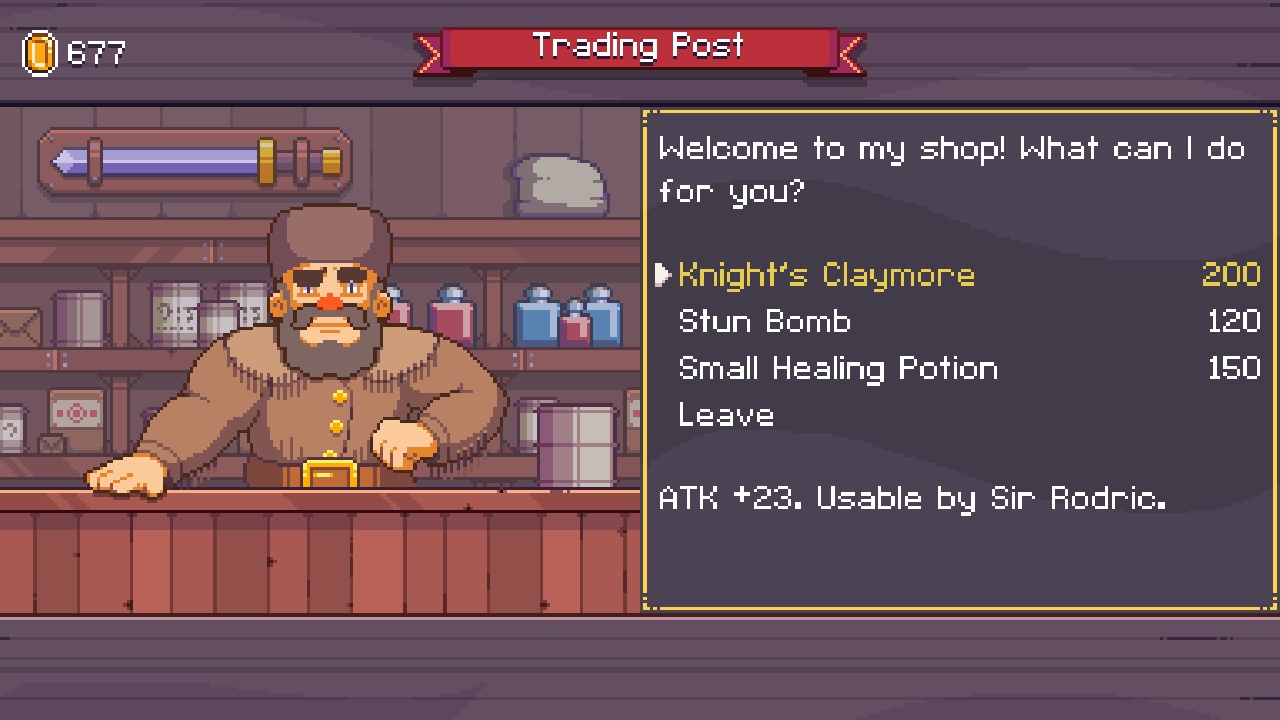 677
Trading Post
Welcome to my shop! What can I do
for you?
Knight's Claymore 200
Stun Bomb 120
Small Healing Potion 150
Leave
ATK +23. Usable by Sir Rodric.